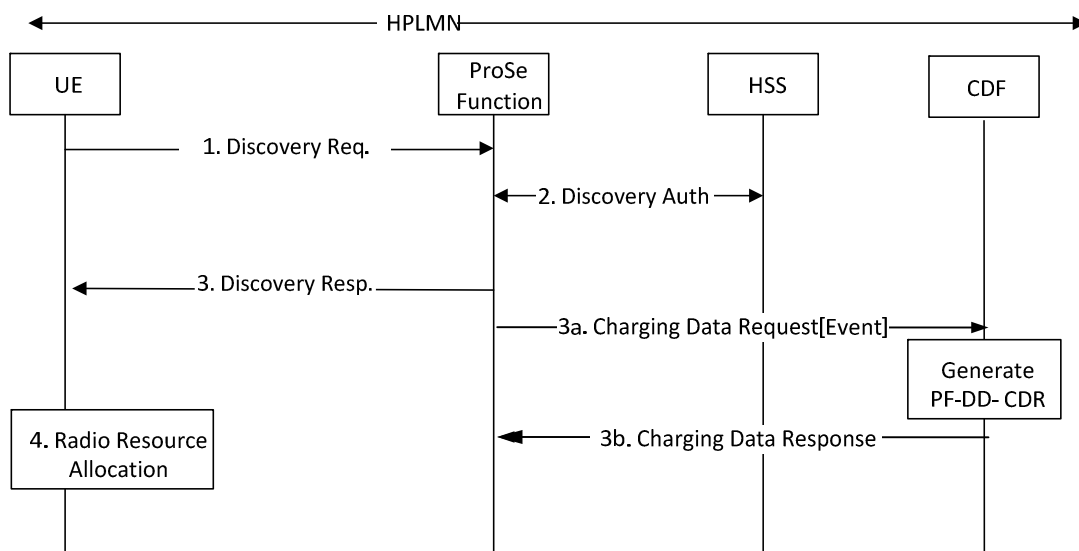 HPLMN
UE
ProSe
Function
HSS
CDF
1. Discovery Req.
2. Discovery Auth
3. Discovery Resp.
3a. Charging Data Request[Event]
Generate
PF-DD- CDR
4. Radio Resource
Allocation
3b. Charging Data Response